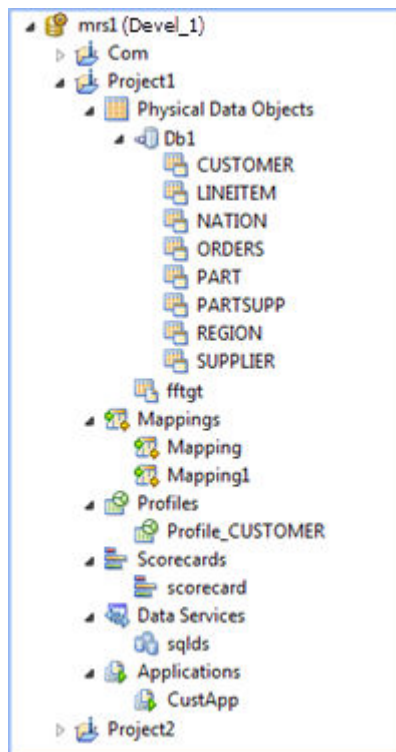 mrs1 (Devel_1)
Com
Project1
Physical Data Objects
Db1
CUSTOMER
LINEITEM
NATION
ORDERS
PART
PARTSUPP
REGION
SUPPLIER
fftgt
Mappings
Mapping
Mapping1
Profiles
Profile_CUSTOMER
Scorecards
scorecard
Data Services
sqlds
Applications
CustApp
Project2